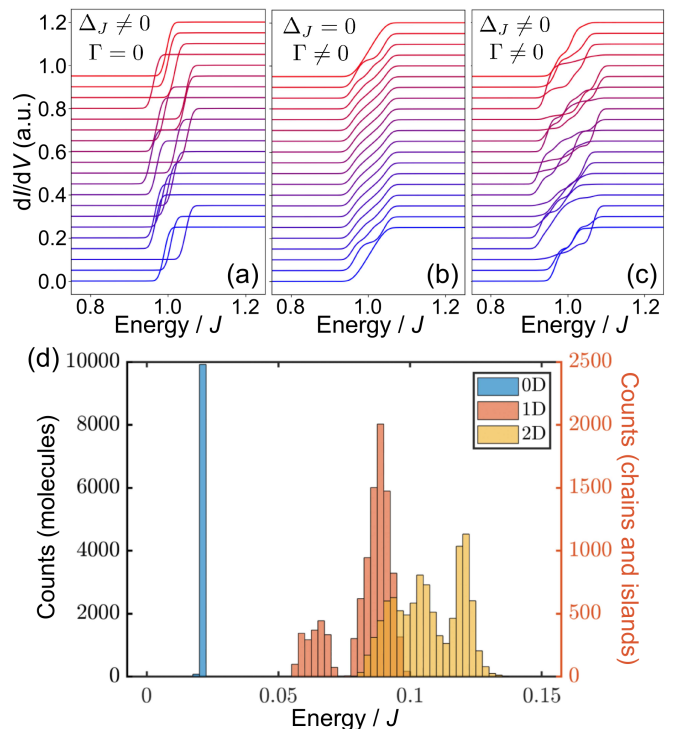 Δ_J ≠ 0
Γ = 0
Δ_J = 0
Γ ≠ 0
Δ_J ≠ 0
Γ ≠ 0
dI/dV (a.u.)
1.2
1.0
0.8
0.6
0.4
0.2
0.0
(a)
(b)
(c)
0.8 1.0 1.2
0.8 1.0 1.2
0.8 1.0 1.2
Energy / J
Energy / J
Energy / J
(d)
Counts (molecules)
10000
8000
6000
4000
2000
0
0D
1D
2D
2500
2000
1500
1000
500
0
Counts (chains and islands)
0 0.05 0.1 0.15
Energy / J